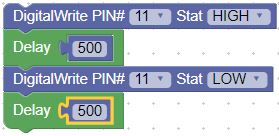 DigitalWrite PIN# 11 Stat HIGH
Delay 500
DigitalWrite PIN# 11 Stat LOW
Delay 500